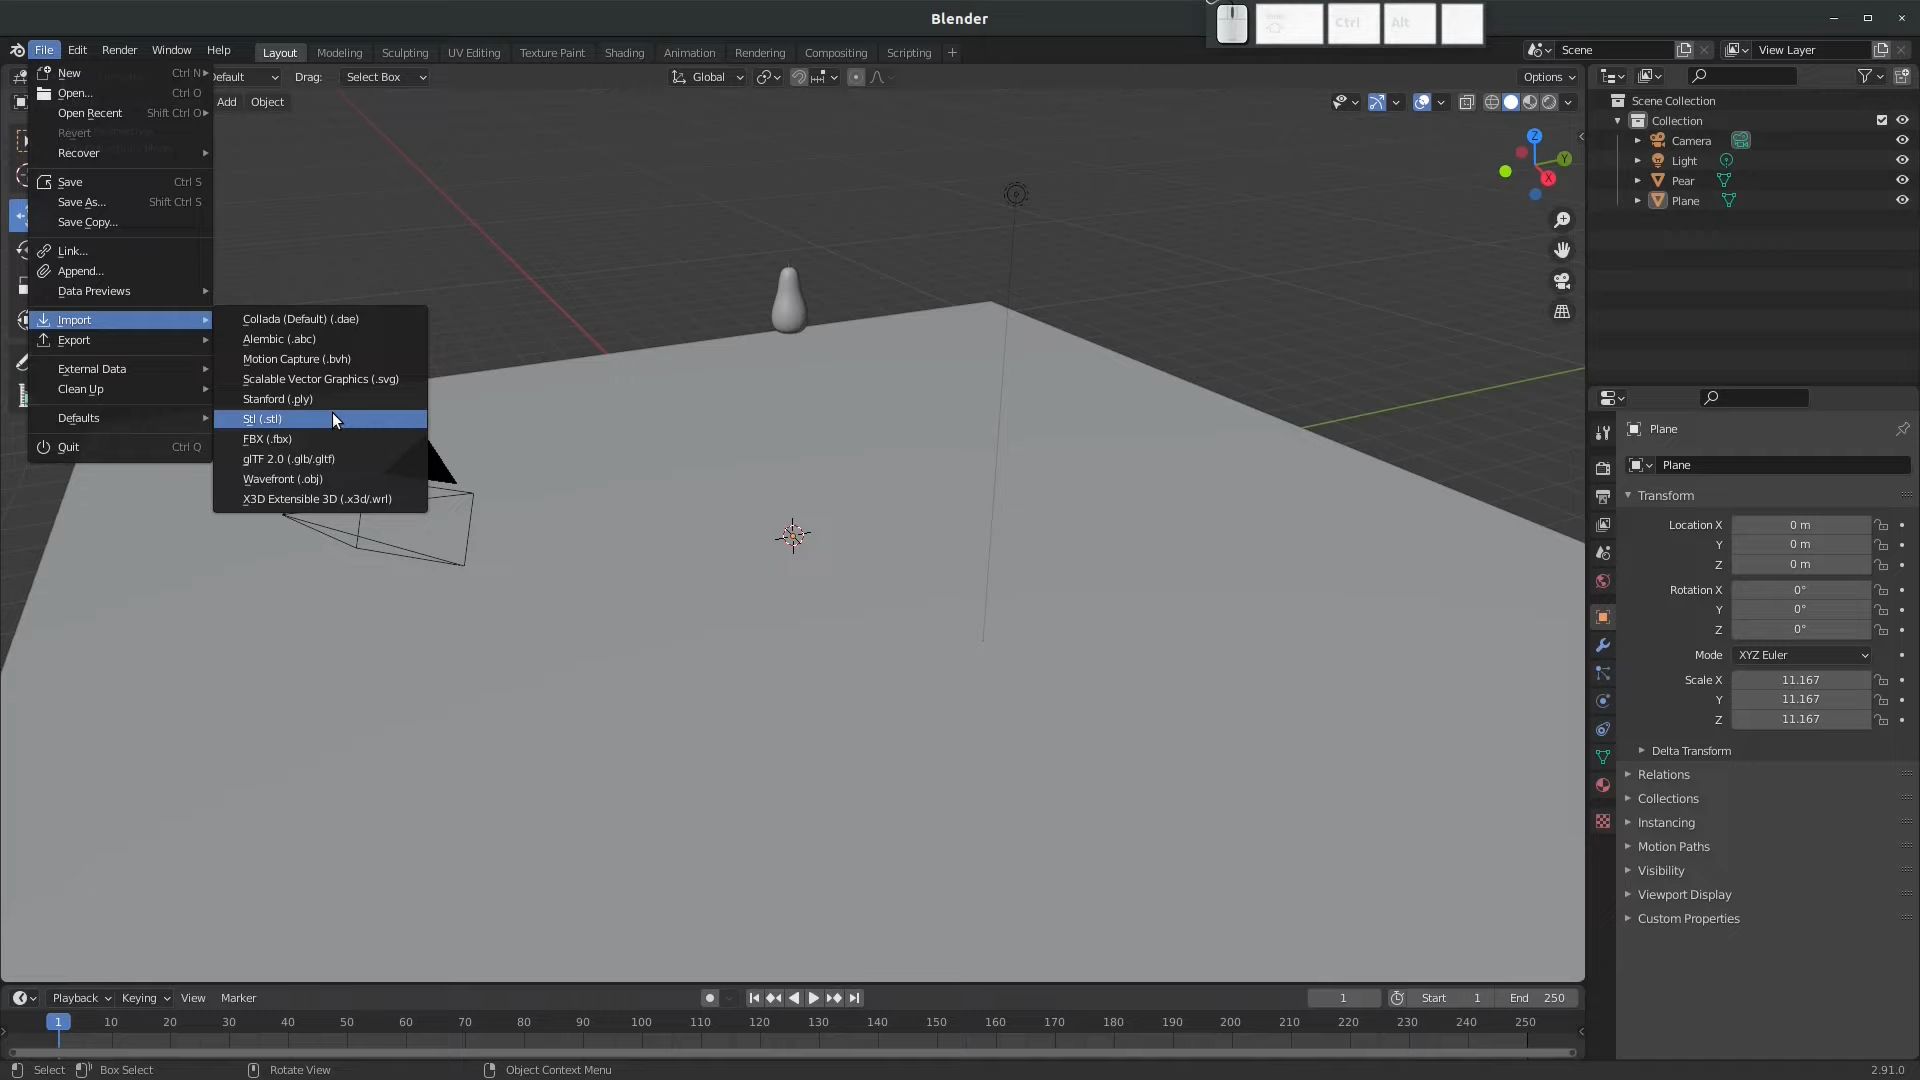 Blender
Ctrl Alt
File Edit Render Window Help Layout Modeling Sculpting UV Editing Texture Paint Shading Animation Rendering Compositing Scripting + Scene View Layer
Default Drag: Select Box Global Options
Add Object
New Ctrl N
Open... Ctrl O
Open Recent Shift Ctrl O
Revert
Recover
Save Ctrl S
Save As... Shift Ctrl S
Save Copy...
Link...
Append...
Data Previews
Import
Export
External Data
Clean Up
Defaults
Quit Ctrl Q
Collada (Default) (.dae)
Alembic (.abc)
Motion Capture (.bvh)
Scalable Vector Graphics (.svg)
Stanford (.ply)
Stl (.stl)
FBX (.fbx)
glTF 2.0 (.glb/.gltf)
Wavefront (.obj)
X3D Extensible 3D (.x3d/.wrl)
Z
Y
X
Scene Collection
Collection
Camera
Light
Pear
Plane
Plane
Plane
Transform
Location X 0 m
Y 0 m
Z 0 m
Rotation X 0°
Y 0°
Z 0°
Mode XYZ Euler
Scale X 11.167
Y 11.167
Z 11.167
Delta Transform
Relations
Collections
Instancing
Motion Paths
Visibility
Viewport Display
Custom Properties
Playback Keying View Marker 1 Start 1 End 250
1 10 20 30 40 50 60 70 80 90 100 110 120 130 140 150 160 170 180 190 200 210 220 230 240 250
Select Box Select Rotate View Object Context Menu 2.91.0